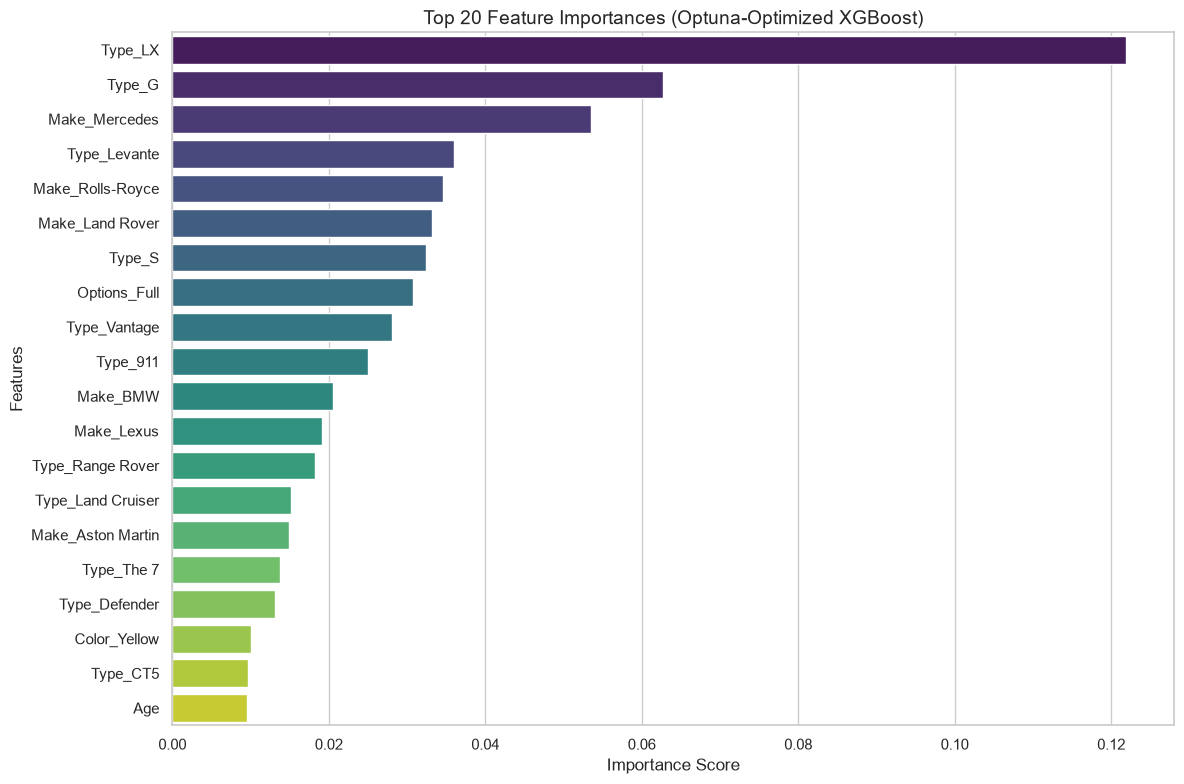 Top 20 Feature Importances (Optuna-Optimized XGBoost)
Features
Type_LX
Type_G
Make_Mercedes
Type_Levante
Make_Rolls-Royce
Make_Land Rover
Type_S
Options_Full
Type_Vantage
Type_911
Make_BMW
Make_Lexus
Type_Range Rover
Type_Land Cruiser
Make_Aston Martin
Type_The 7
Type_Defender
Color_Yellow
Type_CT5
Age
0.00 0.02 0.04 0.06 0.08 0.10 0.12
Importance Score